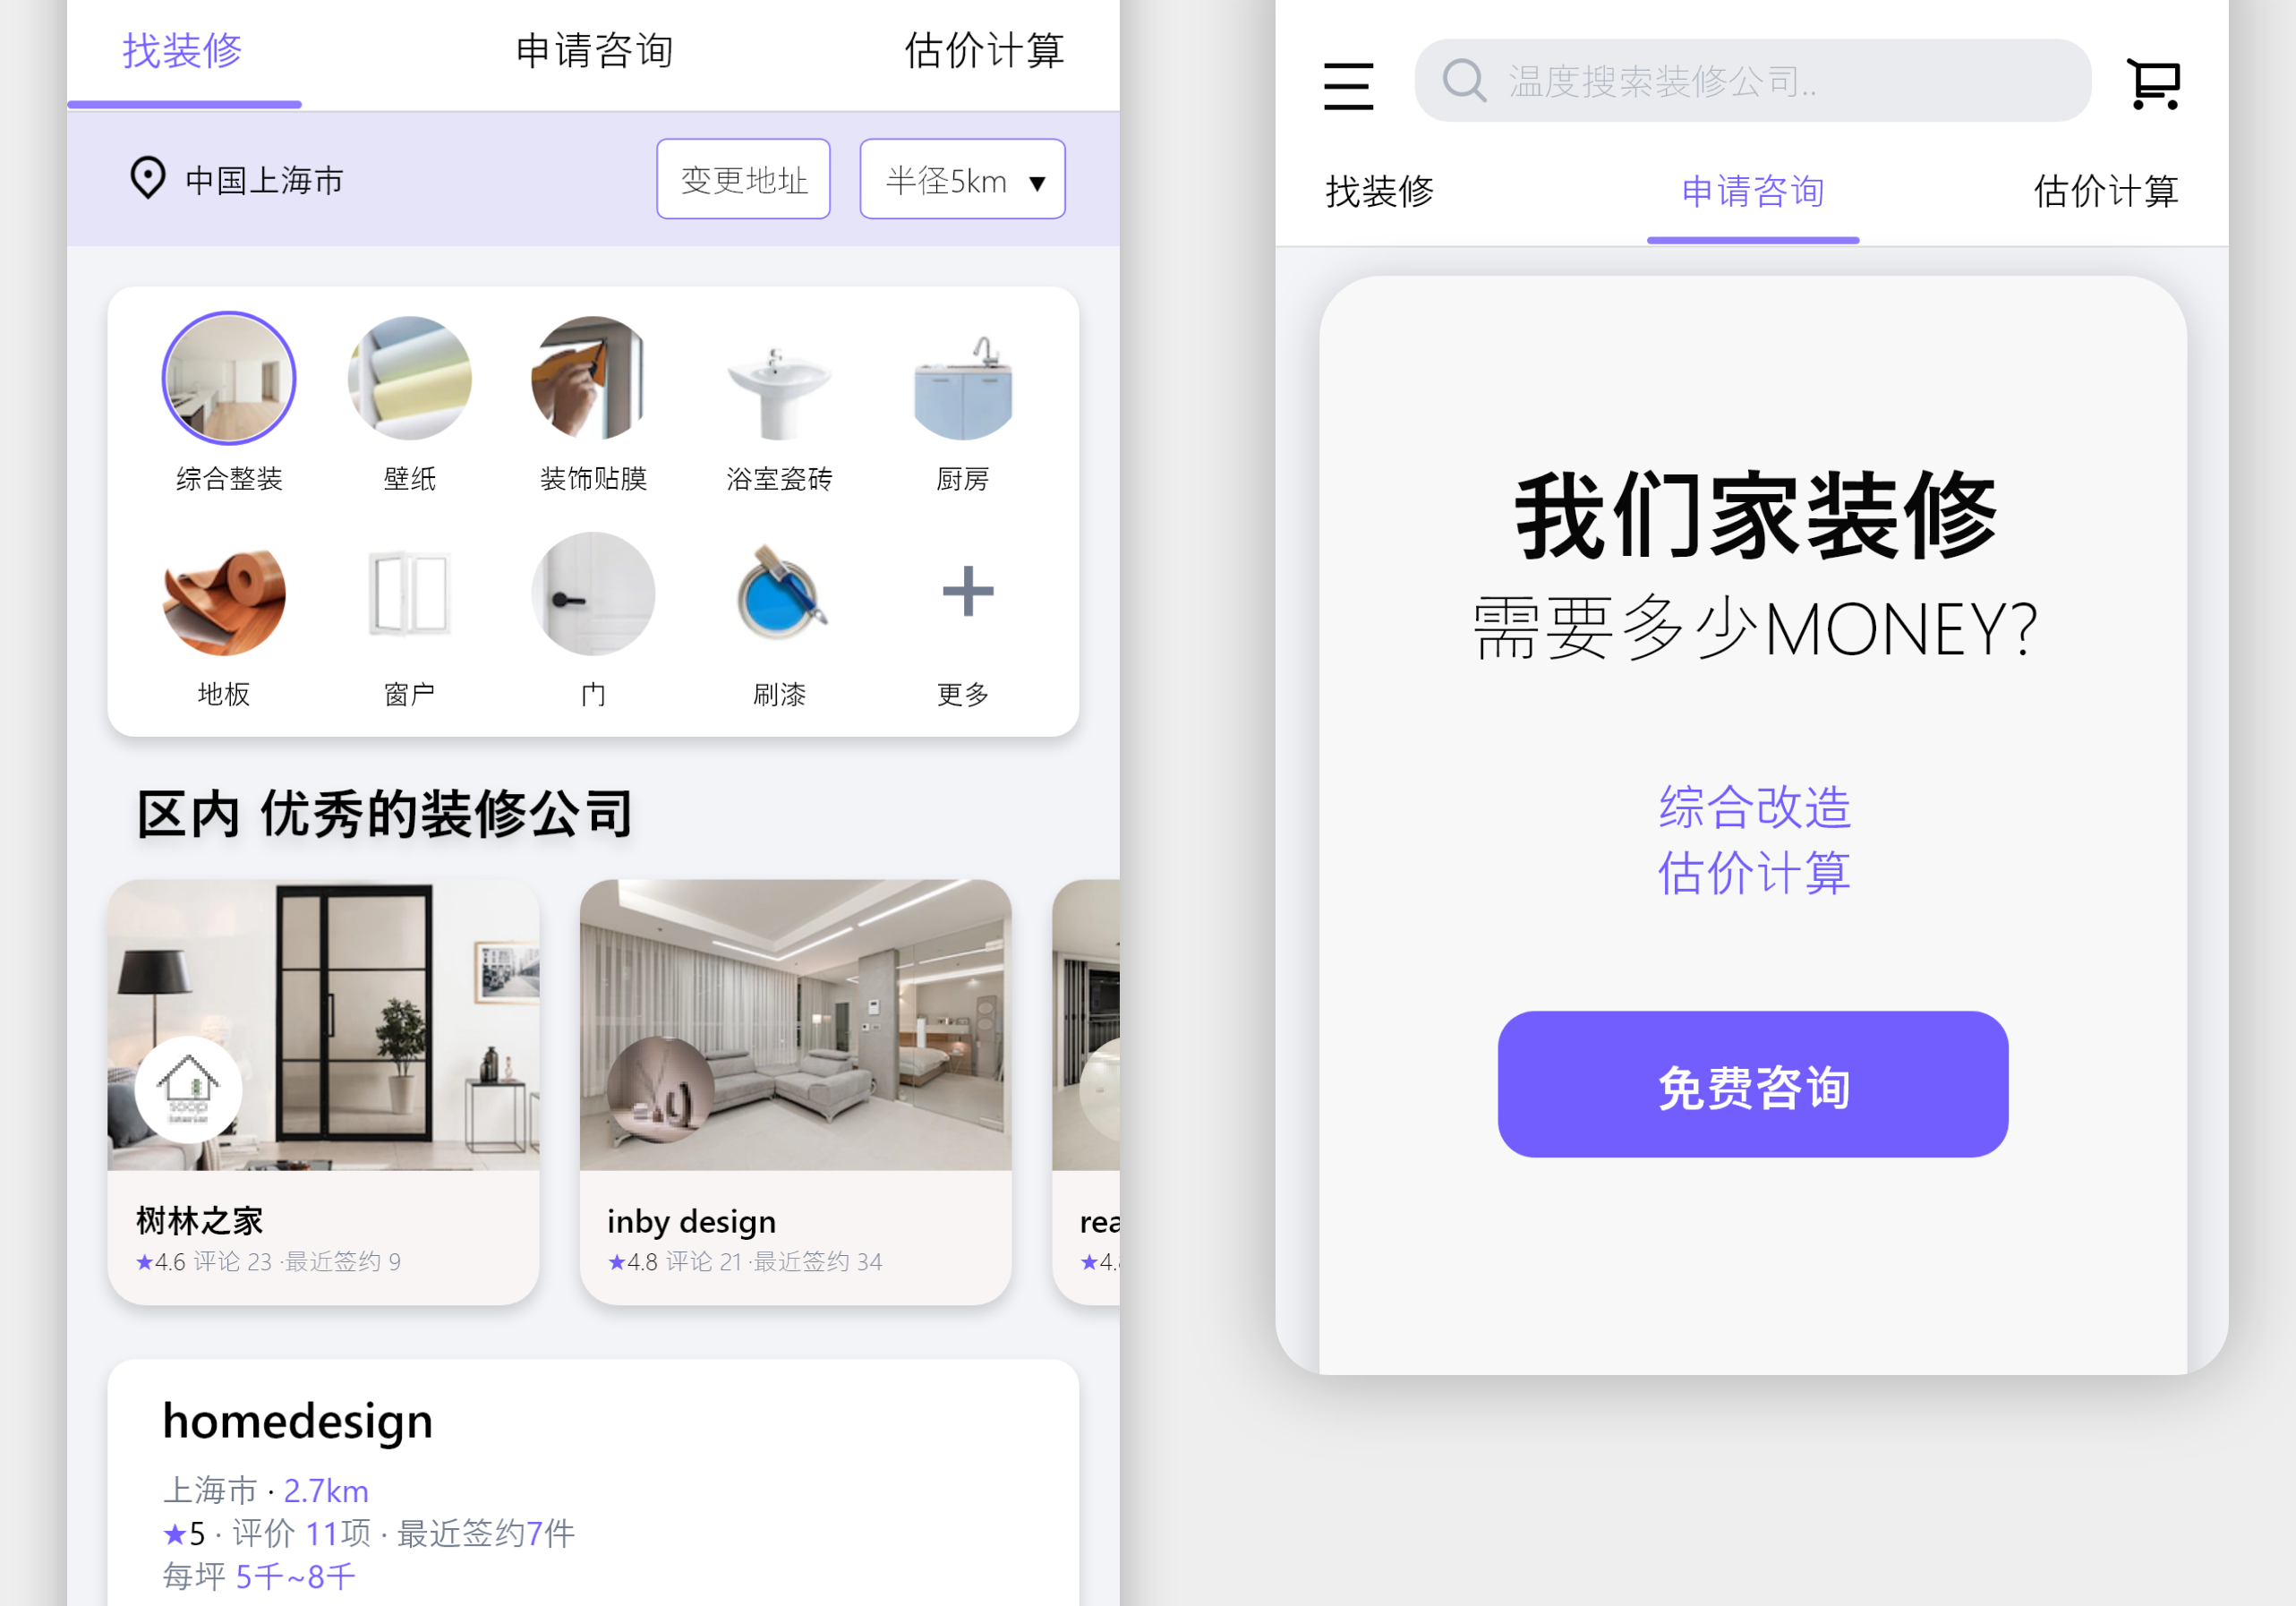 找装修
申请咨询
估价计算
中国上海市
变更地址
半径5km ▼
综合整装
壁纸
装饰贴膜
浴室瓷砖
厨房
地板
窗户
门
刷漆
更多
区内 优秀的装修公司
soop
树林之家
★4.6 评论 23 ·最近签约 9
inby design
★4.8 评论 21 ·最近签约 34
rea
★4.
homedesign
上海市 · 2.7km
★5 · 评价 11项 · 最近签约7件
每坪 5千~8千
温度搜索装修公司..
找装修
申请咨询
估价计算
我们家装修
需要多少MONEY?
综合改造
估价计算
免费咨询